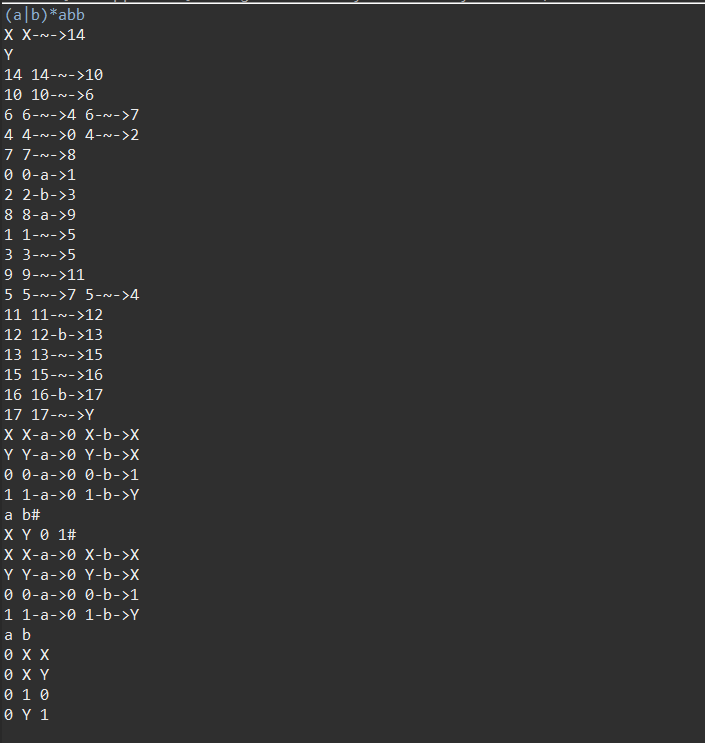 (a|b)*abb
X X-~->14
Y
14 14-~->10
10 10-~->6
6 6-~->4 6-~->7
4 4-~->0 4-~->2
7 7-~->8
0 0-a->1
2 2-b->3
8 8-a->9
1 1-~->5
3 3-~->5
9 9-~->11
5 5-~->7 5-~->4
11 11-~->12
12 12-b->13
13 13-~->15
15 15-~->16
16 16-b->17
17 17-~->Y
X X-a->0 X-b->X
Y Y-a->0 Y-b->X
0 0-a->0 0-b->1
1 1-a->0 1-b->Y
a b#
X Y 0 1#
X X-a->0 X-b->X
Y Y-a->0 Y-b->X
0 0-a->0 0-b->1
1 1-a->0 1-b->Y
a b
0 X X
0 X Y
0 1 0
0 Y 1